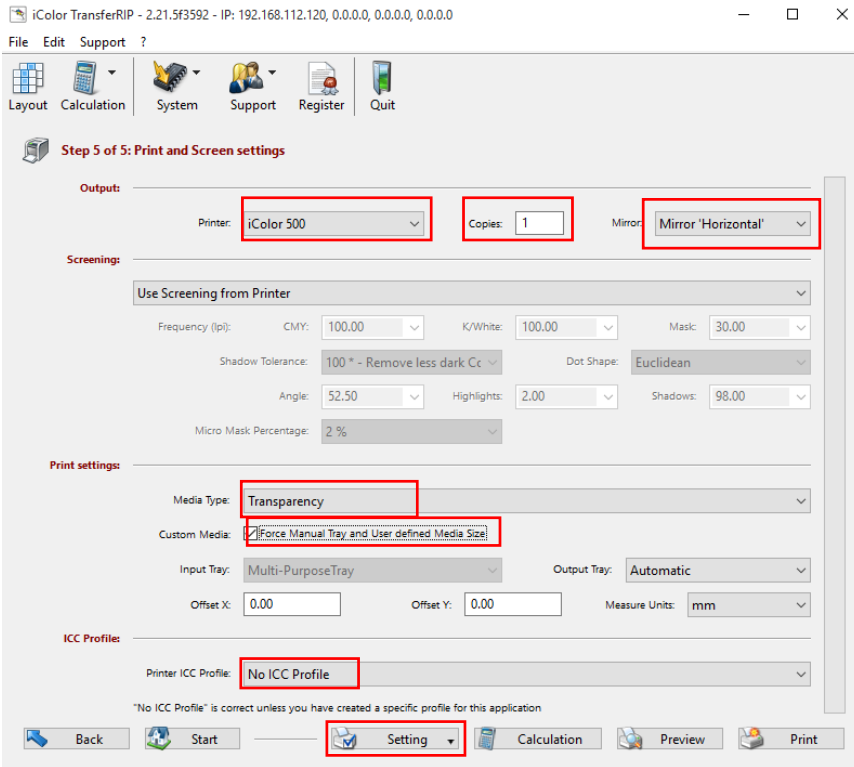 iColor TransferRIP - 2.21.5f3592 - IP: 192.168.112.120, 0.0.0.0, 0.0.0.0, 0.0.0.0
File Edit Support ?
Layout Calculation System Support Register Quit
Step 5 of 5: Print and Screen settings
Output:
Printer: iColor 500 Copies: 1 Mirror: Mirror 'Horizontal'
Screening:
Use Screening from Printer
Frequency (lpi): CMY: 100.00 K/White: 100.00 Mask: 30.00
Shadow Tolerance: 100 * - Remove less dark Cc Dot Shape: Euclidean
Angle: 52.50 Highlights: 2.00 Shadows: 98.00
Micro Mask Percentage: 2 %
Print settings:
Media Type: Transparency
Custom Media: Force Manual Tray and User defined Media Size
Input Tray: Multi-PurposeTray Output Tray: Automatic
Offset X: 0.00 Offset Y: 0.00 Measure Units: mm
ICC Profile:
Printer ICC Profile: No ICC Profile
"No ICC Profile" is correct unless you have created a specific profile for this application
Back Start Setting Calculation Preview Print